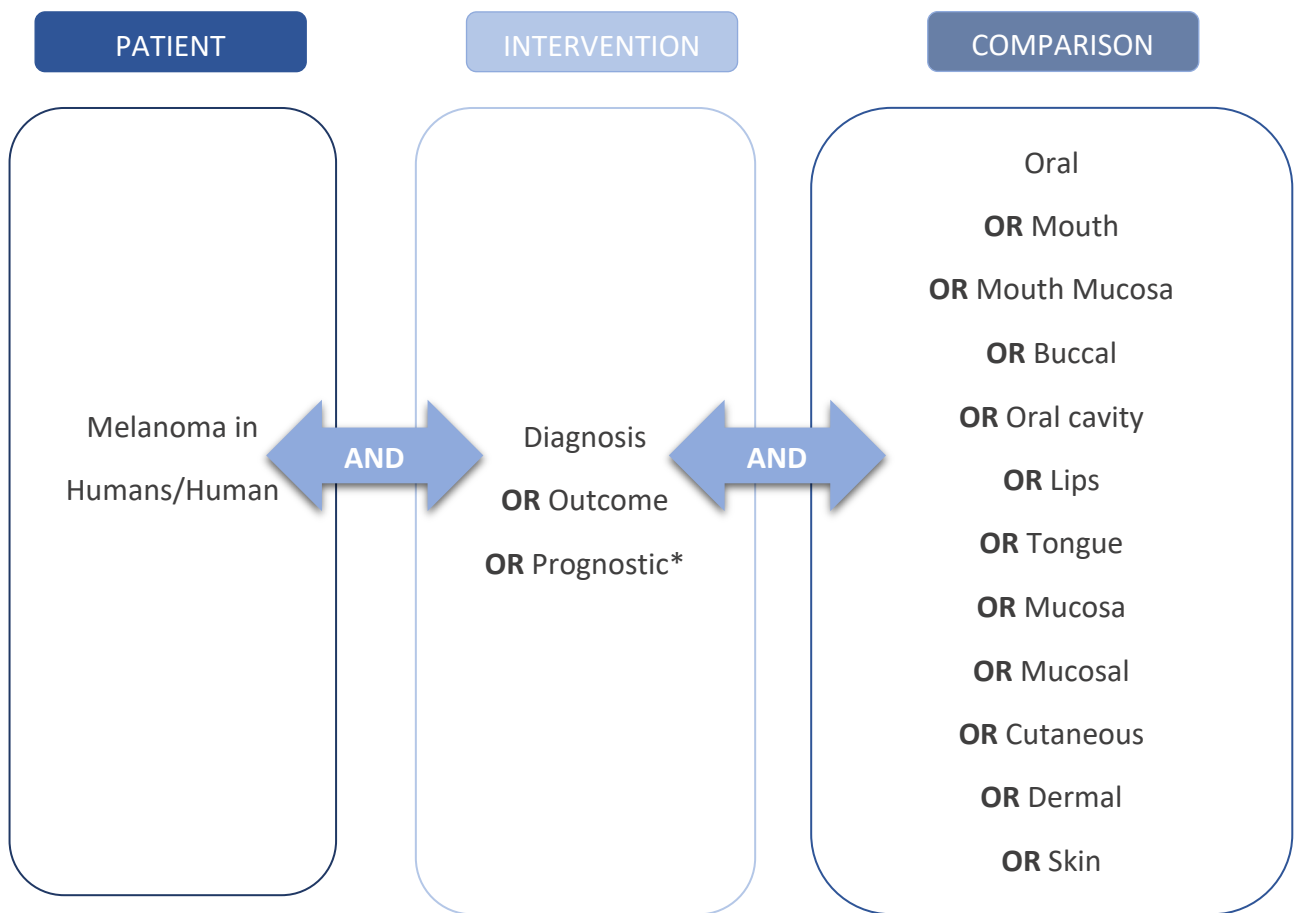 PATIENT
INTERVENTION
COMPARISON
Melanoma in
Humans/Human
AND
Diagnosis
OR Outcome
OR Prognostic*
AND
Oral
OR Mouth
OR Mouth Mucosa
OR Buccal
OR Oral cavity
OR Lips
OR Tongue
OR Mucosa
OR Mucosal
OR Cutaneous
OR Dermal
OR Skin